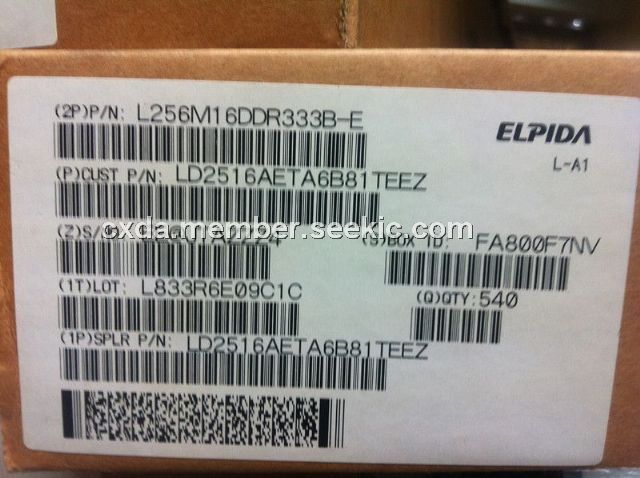 (2P)P/N: L256M16DDR333B-E
ELPIDA
L-A1
(P)CUST P/N: LD2516AETA6B81TEEZ
cxda.member.seekic.com
(Z)S/
(S)BOX ID: FA800F7NV
(1T)LOT: L833R6E09C1C
(Q)QTY: 540
(1P)SPLR P/N: LD2516AETA6B81TEEZ